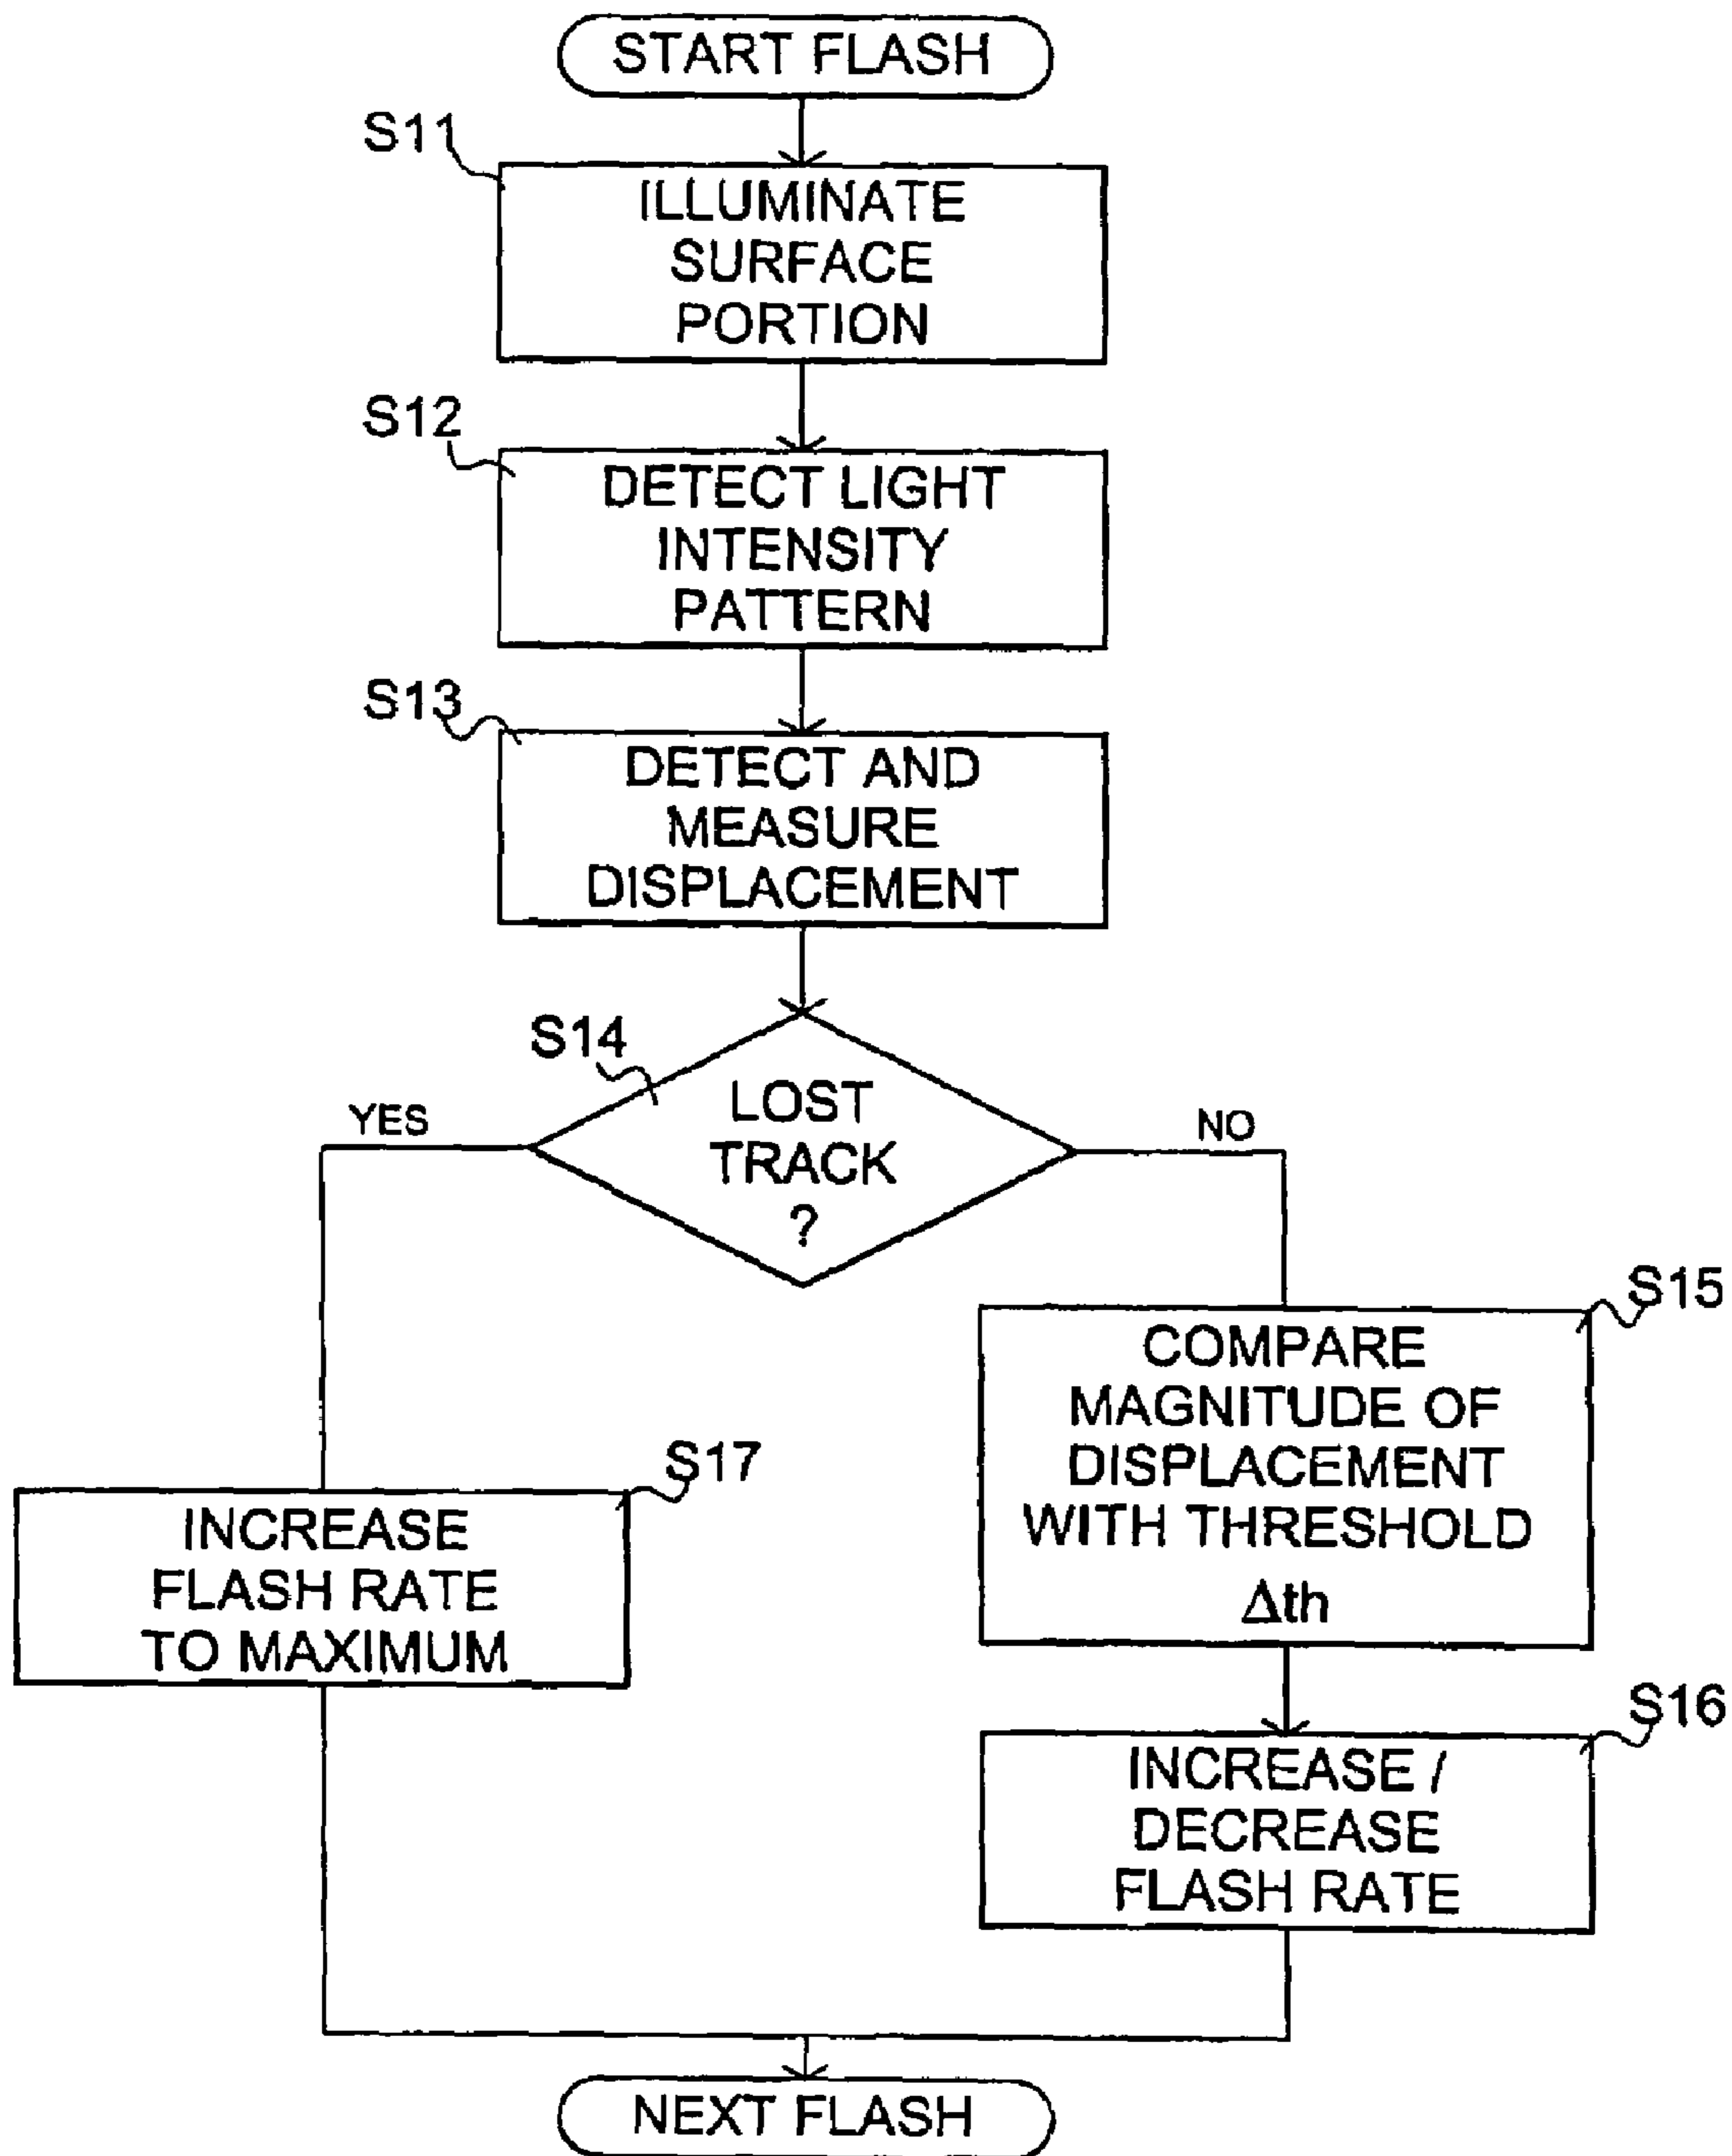 START FLASH
S11
ILLUMINATE
SURFACE
PORTION
S12
DETECT LIGHT
INTENSITY
PATTERN
S13
DETECT AND
MEASURE
DISPLACEMENT
S14
LOST
TRACK
?
YES
NO
S15
COMPARE
MAGNITUDE OF
DISPLACEMENT
WITH THRESHOLD
Δth
S17
INCREASE
FLASH RATE
TO MAXIMUM
S16
INCREASE /
DECREASE
FLASH RATE
NEXT FLASH